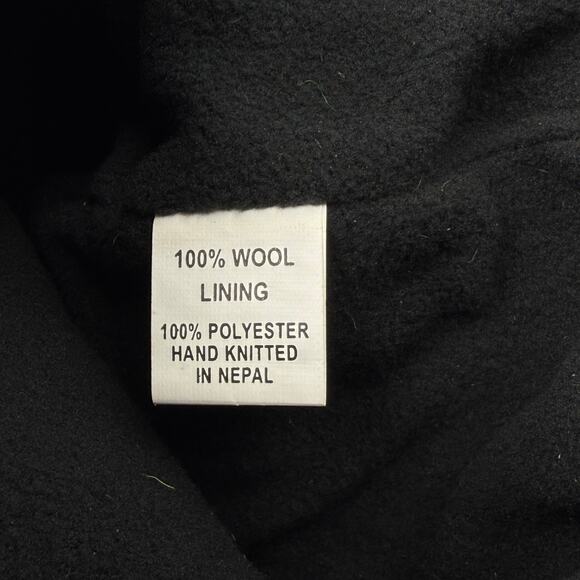 100% WOOL
LINING
100% POLYESTER
HAND KNITTED
IN NEPAL